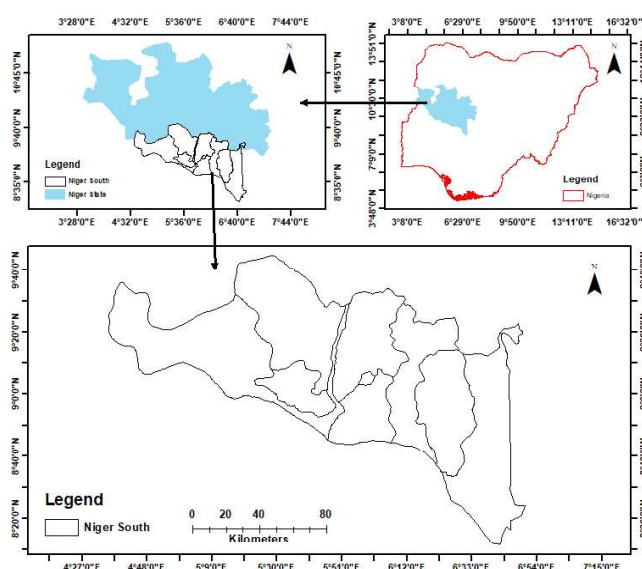 3°28'0"E 4°32'0"E 5°36'0"E 6°40'0"E 7°44'0"E
N
10°45'0"N
9°40'0"N
8°35'0"N
10°45'0"N
9°40'0"N
8°35'0"N
Legend
Niger South
Niger State
3°28'0"E 4°32'0"E 5°36'0"E 6°40'0"E 7°44'0"E
3°8'0"E 6°29'0"E 9°50'0"E 13°11'0"E 16°32'0"E
N
13°51'0"N
10°30'0"N
7°9'0"N
3°48'0"N
Legend
Nigeria
3°8'0"E 6°29'0"E 9°50'0"E 13°11'0"E 16°32'0"E
N
9°40'0"N
9°20'0"N
9°0'0"N
8°40'0"N
8°20'0"N
Legend
Niger South
0 20 40 80
Kilometers
4°27'0"E 4°48'0"E 5°9'0"E 5°30'0"E 5°51'0"E 6°12'0"E 6°33'0"E 6°54'0"E 7°15'0"E